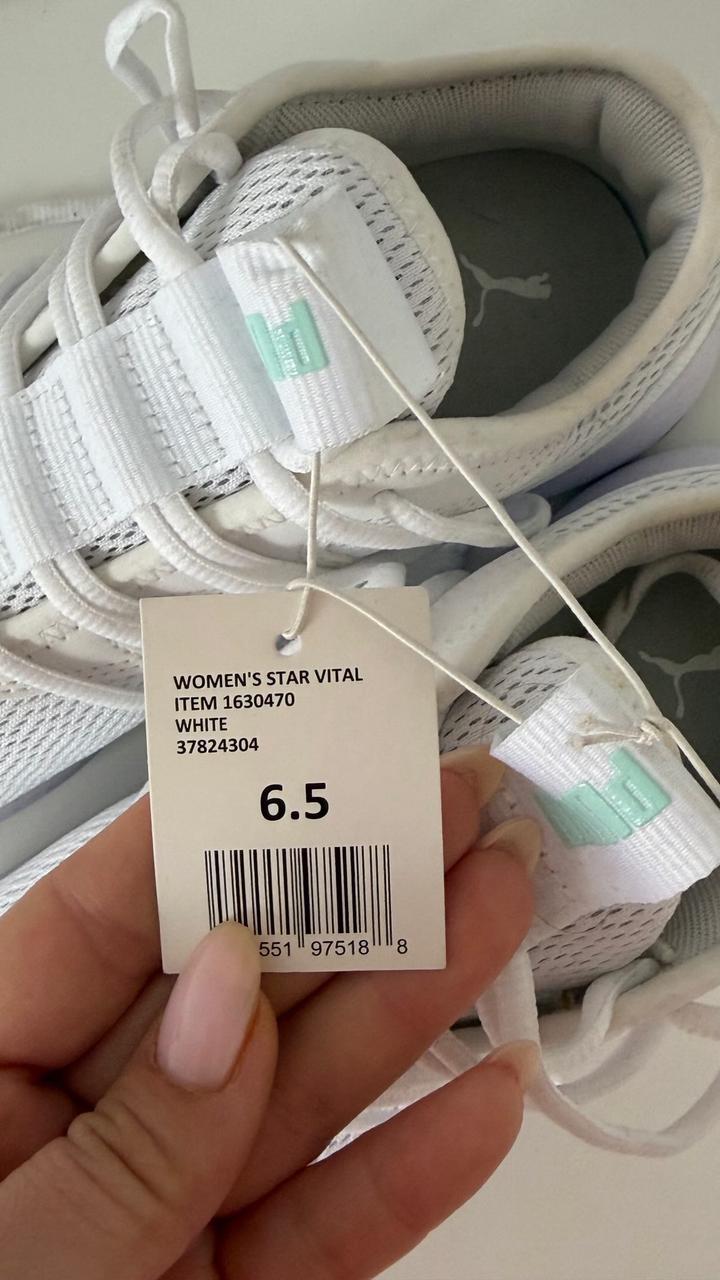 WOMEN'S STAR VITAL
ITEM 1630470
WHITE
37824304
6.5
551 97518 8